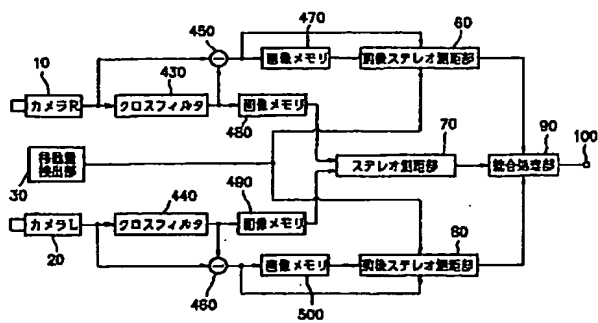 450
470
60
10
430
画像メモリ
前後ステレオ測距部
カメラR
クロスフィルタ
画像メモリ
480
70
90
100
移動量
検出部
ステレオ測距部
統合処理部
30
440
490
80
カメラL
クロスフィルタ
画像メモリ
20
画像メモリ
前後ステレオ測距部
460
500